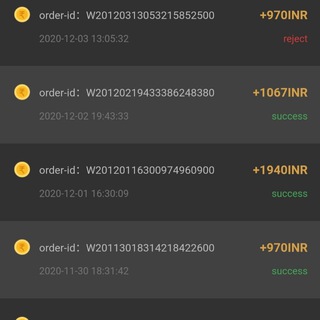 order-id： W20120313053215852500 +970INR
2020-12-03 13:05:32 reject
order-id： W20120219433386248380 +1067INR
2020-12-02 19:43:33 success
order-id： W20120116300974960900 +1940INR
2020-12-01 16:30:09 success
order-id： W20113018314218422600 +970INR
2020-11-30 18:31:42 success